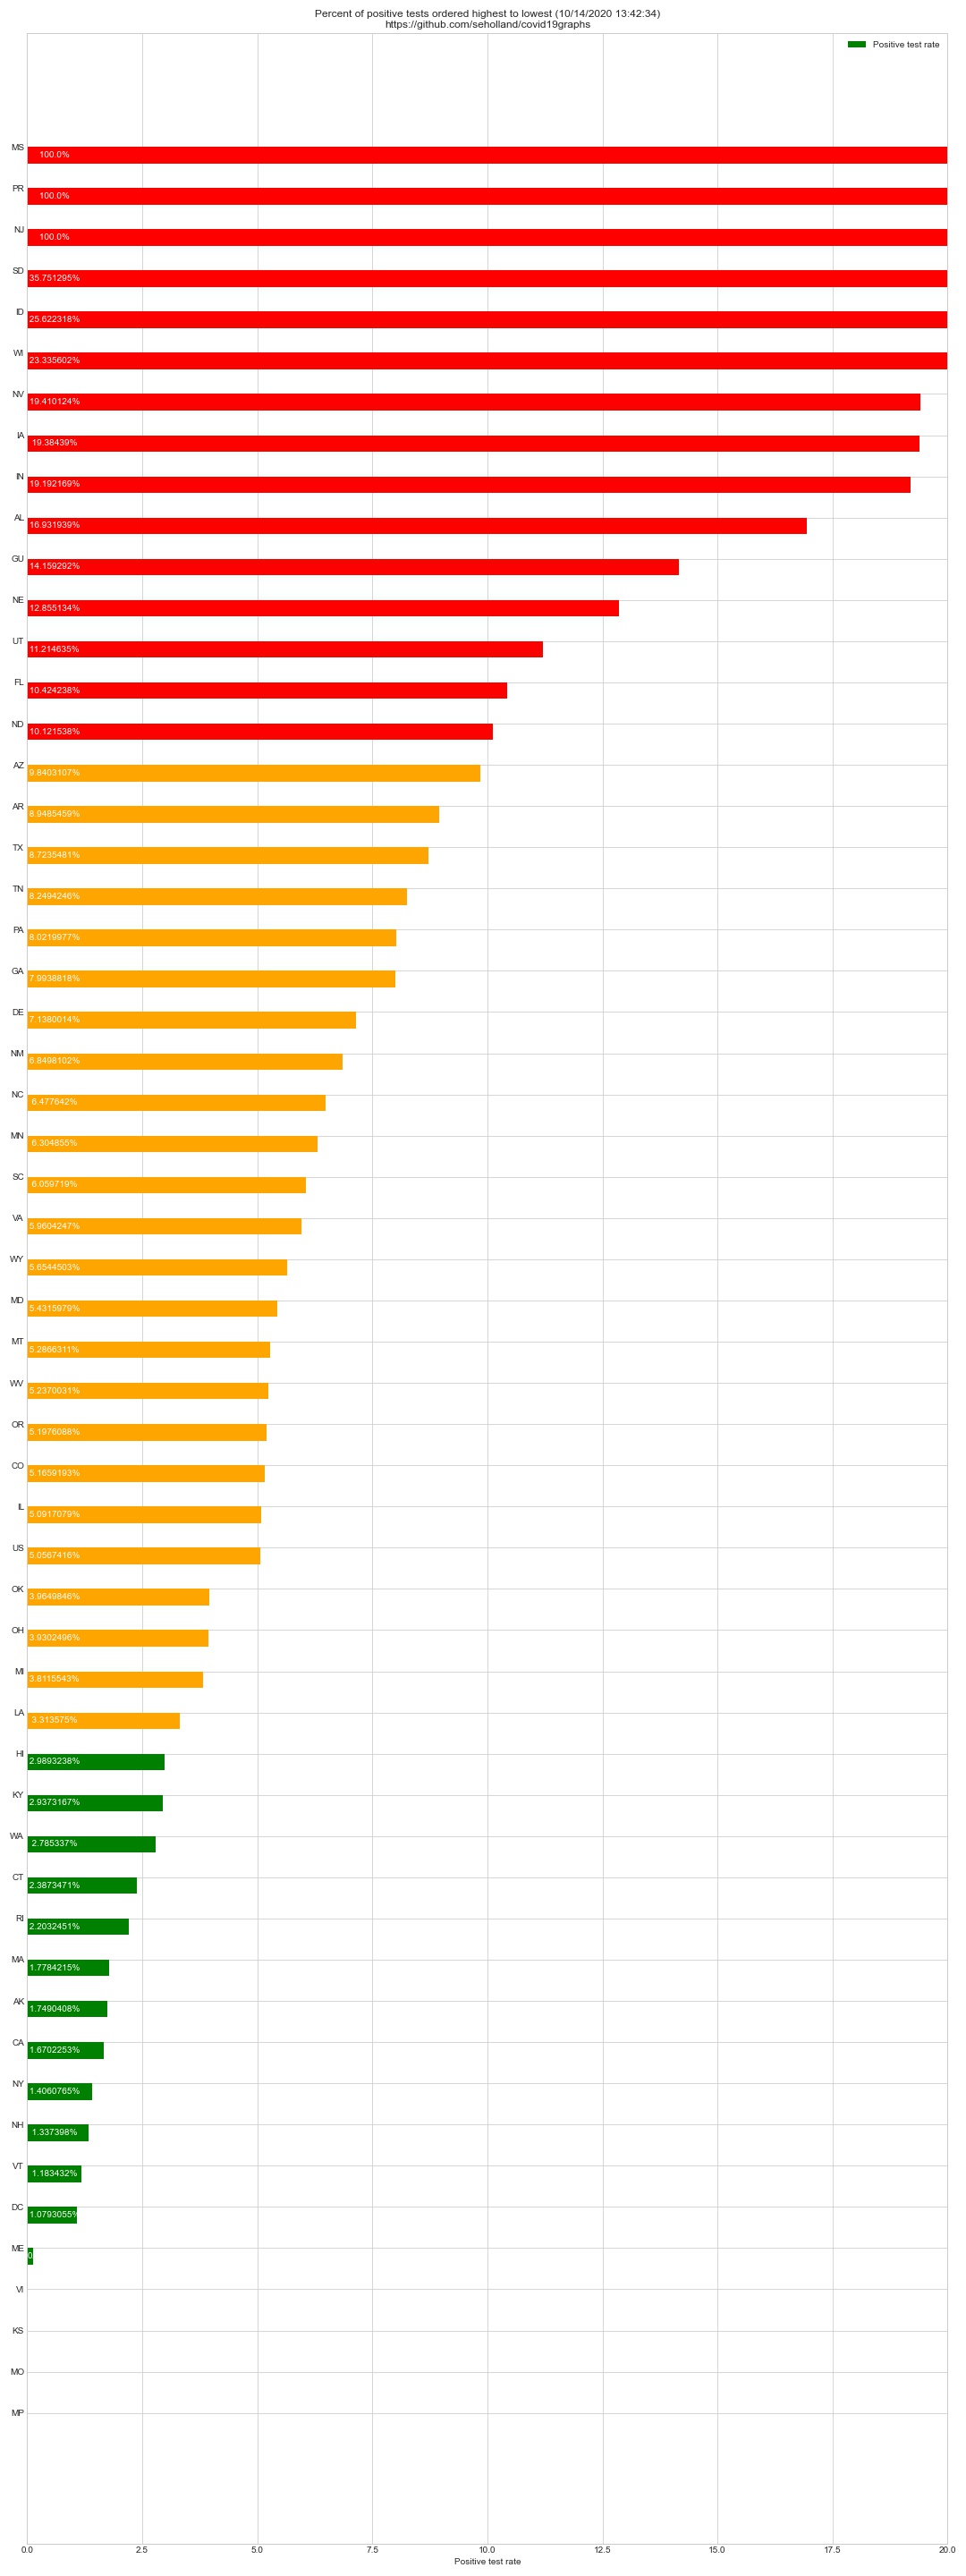 Percent of positive tests ordered highest to lowest (10/14/2020 13:42:34)
https://github.com/seholland/covid19graphs
Positive test rate
MS 100.0%
PR 100.0%
NJ 100.0%
SD 35.751295%
ID 25.622318%
WI 23.335602%
NV 19.410124%
IA 19.38439%
IN 19.192169%
AL 16.931939%
GU 14.159292%
NE 12.855134%
UT 11.214635%
FL 10.424238%
ND 10.121538%
AZ 9.8403107%
AR 8.9485459%
TX 8.7235481%
TN 8.2494246%
PA 8.0219977%
GA 7.9938818%
DE 7.1380014%
NM 6.8498102%
NC 6.477642%
MN 6.304855%
SC 6.059719%
VA 5.9604247%
WY 5.6544503%
MD 5.4315979%
MT 5.2866311%
WV 5.2370031%
OR 5.1976088%
CO 5.1659193%
IL 5.0917079%
US 5.0567416%
OK 3.9649846%
OH 3.9302496%
MI 3.8115543%
LA 3.313575%
HI 2.9893238%
KY 2.9373167%
WA 2.785337%
CT 2.3873471%
RI 2.2032451%
MA 1.7784215%
AK 1.7490408%
CA 1.6702253%
NY 1.4060765%
NH 1.337398%
VT 1.183432%
DC 1.0793055%
ME
VI
KS
MO
MP
0.0 2.5 5.0 7.5 10.0 12.5 15.0 17.5 20.0
Positive test rate